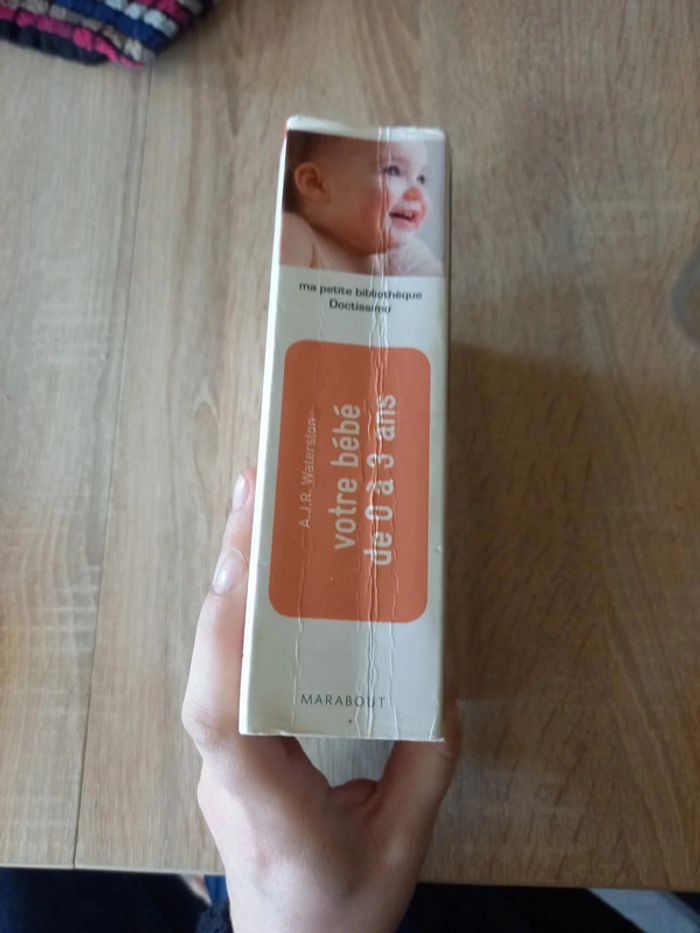 ma petite bibliothèque
Doctissimo
A.J.R. Waterston
votre bébé
de 0 à 3 ans
MARABOUT